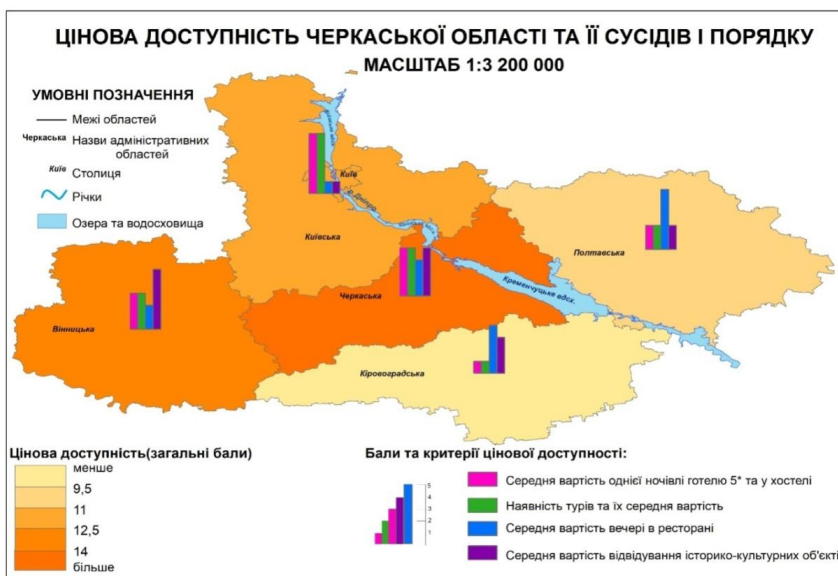 ЦІНОВА ДОСТУПНІСТЬ ЧЕРКАСЬКОЇ ОБЛАСТІ ТА ЇЇ СУСІДІВ І ПОРЯДКУ
МАСШТАБ 1:3 200 000
УМОВНІ ПОЗНАЧЕННЯ
Межі областей
Черкаська Назви адміністративних
областей
Київ Столиця
Річки
Озера та водосховища
Київ
р. Дніпро
Київська
Полтавська
Черкаська
Кременчуцьке вдсх.
Вінницька
Кіровоградська
Цінова доступність(загальні бали)
менше
9,5
11
12,5
14
більше
Бали та критерії цінової доступності:
5
4
3
2
1
Середня вартість однієї ночівлі готелю 5* та у хостелі
Наявність турів та їх середня вартість
Середня вартість вечері в ресторані
Середня вартість відвідування історико-культурних об'єкті